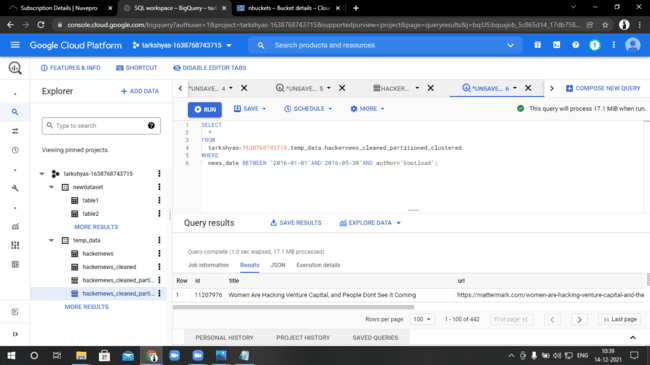 Subscription Details | Nuvepro
SQL workspace – BigQuery – tark
nbuckets – Bucket details – Clou
console.cloud.google.com/bigquery?authuser=1&project=tarkshyas-1638768743715&supportedpurview=project&page=queryresults&j=bq:US:bquxjob_5d865d14_17db758...
Google Cloud Platform
tarkshyas-1638768743715
Search products and resources
1
FEATURES & INFO
SHORTCUT
DISABLE EDITOR TABS
Explorer
+ ADD DATA
*UNSAVE... 4
*UNSAVE... 5
HACKER...
*UNSAVE... 6
COMPOSE NEW QUERY
Type to search
RUN
SAVE
SCHEDULE
MORE
This query will process 17.1 MiB when run.
Viewing pinned projects.
1 SELECT
2 *
3 FROM
4 tarkshyas-1638768743715.temp_data.hackernews_cleaned_partitioned_clustered
5 WHERE
6 news_date BETWEEN '2016-01-01'AND'2016-05-30'AND author='bootload';
tarkshyas-1638768743715
newdataset
table1
table2
MORE RESULTS
temp_data
hackernews
hackernews_cleaned
hackernews_cleaned_parti...
hackernews_cleaned_parti...
MORE RESULTS
Query results
SAVE RESULTS
EXPLORE DATA
Query complete (1.0 sec elapsed, 17.1 MB processed)
Job information
Results
JSON
Execution details
Row id title url
1 11207976 Women Are Hacking Venture Capital, and People Dont See It Coming https://mattermark.com/women-are-hacking-venture-capital-and-the
Rows per page: 100 1 - 100 of 442 First page Last page
PERSONAL HISTORY
PROJECT HISTORY
SAVED QUERIES
ENG
10:39
14-12-2021